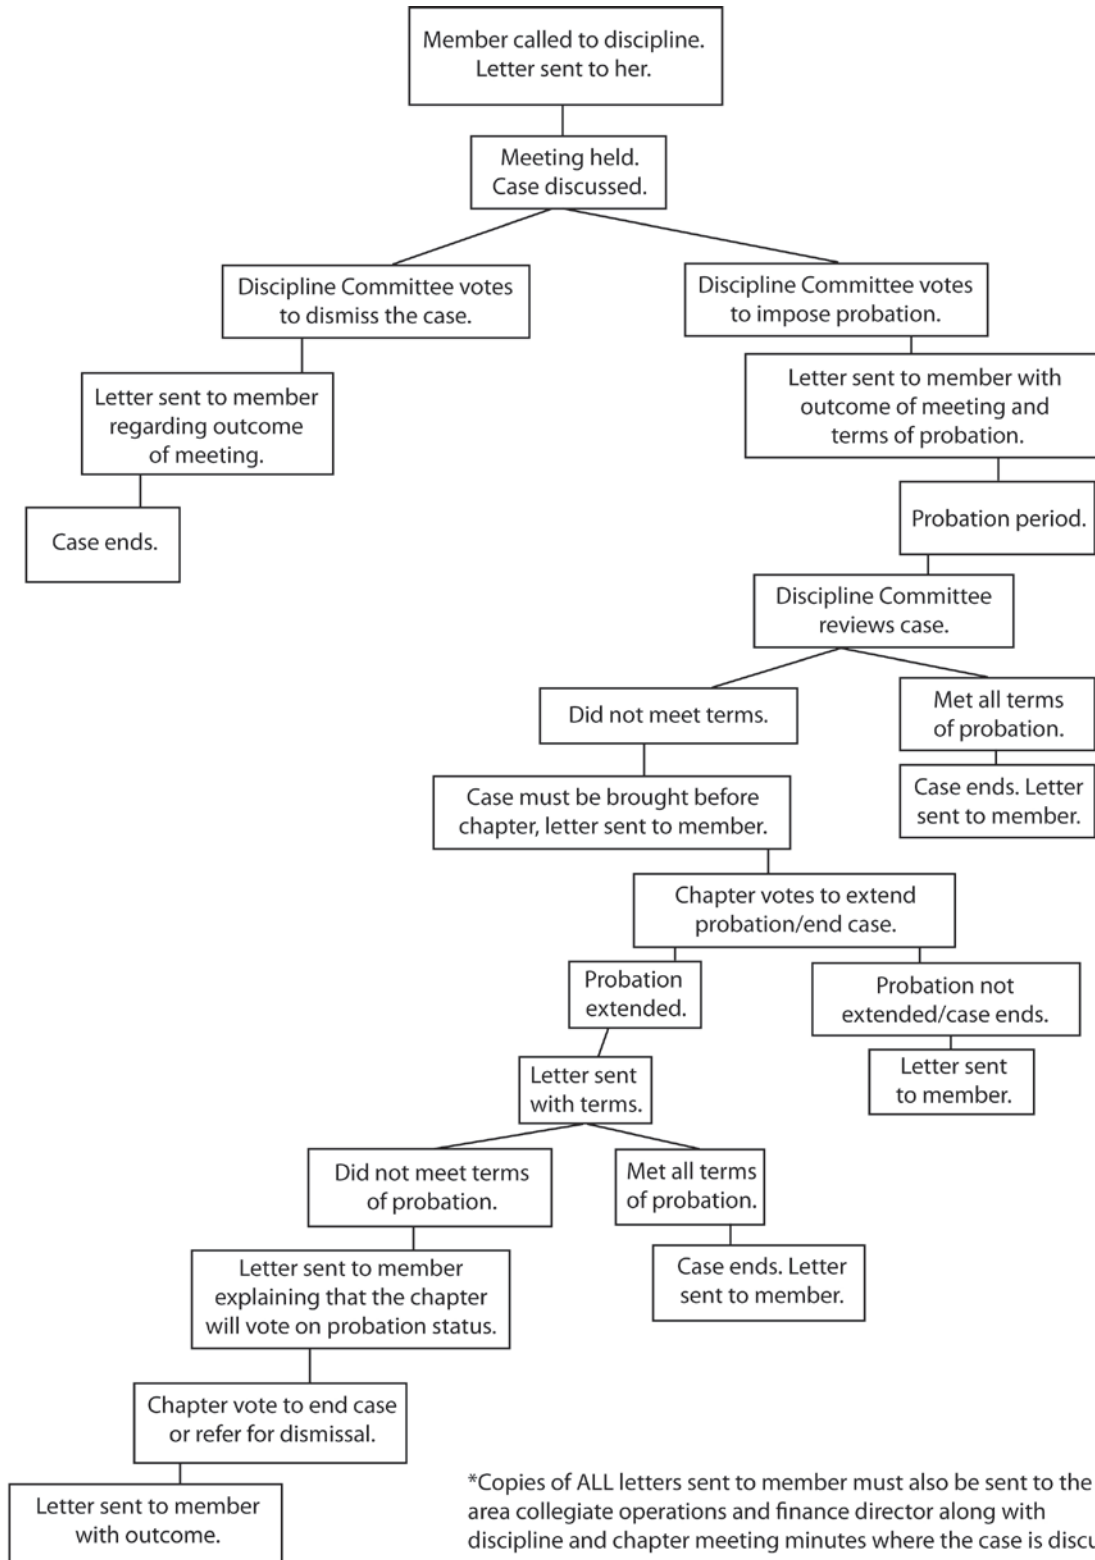 Member called to discipline.
Letter sent to her.
Meeting held.
Case discussed.
Discipline Committee votes
to dismiss the case.
Discipline Committee votes
to impose probation.
Letter sent to member
regarding outcome
of meeting.
Letter sent to member with
outcome of meeting and
terms of probation.
Case ends.
Probation period.
Discipline Committee
reviews case.
Did not meet terms.
Met all terms
of probation.
Case must be brought before
chapter, letter sent to member.
Case ends. Letter
sent to member.
Chapter votes to extend
probation/end case.
Probation
extended.
Probation not
extended/case ends.
Letter sent
with terms.
Letter sent
to member.
Did not meet terms
of probation.
Met all terms
of probation.
Letter sent to member
explaining that the chapter
will vote on probation status.
Case ends. Letter
sent to member.
Chapter vote to end case
or refer for dismissal.
Letter sent to member
with outcome.
*Copies of ALL letters sent to member must also be sent to the
area collegiate operations and finance director along with
discipline and chapter meeting minutes where the case is